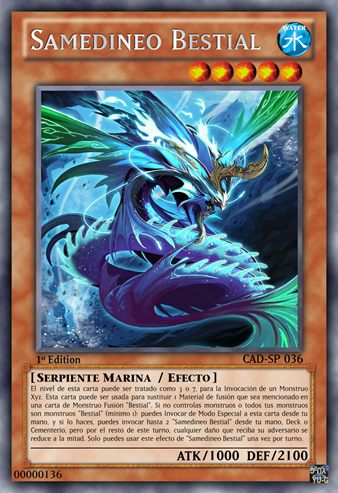 SAMEDINEO BESTIAL
WATER
水
1st Edition
CAD-SP 036
[SERPIENTE MARINA / EFECTO]
El nivel de esta carta puede ser tratado como 3 o 7, para la Invocación de un Monstruo
Xyz. Esta carta puede ser usada para sustituir 1 Material de fusión que sea mencionado en
una carta de Monstruo Fusión "Bestial". Si no controlas monstruos o todos tus monstruos
son monstruos "Bestial" (mínimo 1): puedes Invocar de Modo Especial a esta carta desde tu
mano, y si lo haces, puedes invocar hasta 2 "Samedineo Bestial" desde tu mano, Deck o
Cementerio, pero por el resto de este turno, cualquier daño que reciba tu adversario se
reduce a la mitad. Solo puedes usar este efecto de "Samedineo Bestial" una vez por turno.
ATK/1000 DEF/2100
00000136